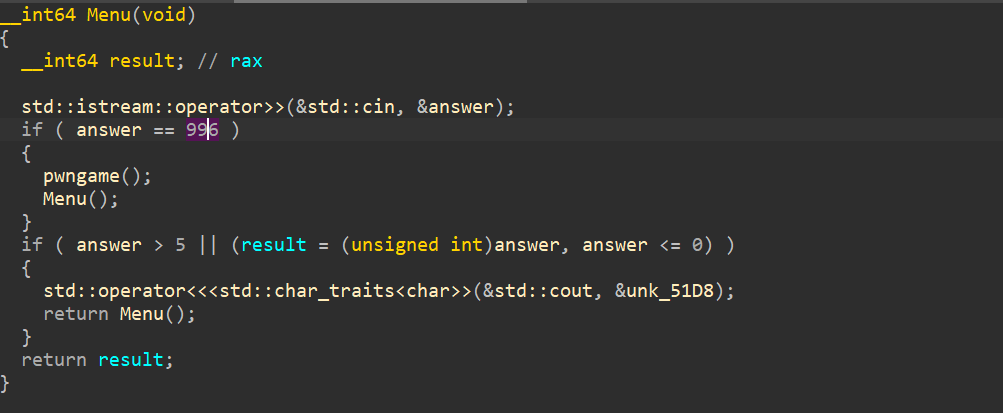 __int64 Menu(void)
{
  __int64 result; // rax

  std::istream::operator>>(&std::cin, &answer);
  if ( answer == 996 )
  {
    pwngame();
    Menu();
  }
  if ( answer > 5 || (result = (unsigned int)answer, answer <= 0) )
  {
    std::operator<<<std::char_traits<char>>(&std::cout, &unk_51D8);
    return Menu();
  }
  return result;
}